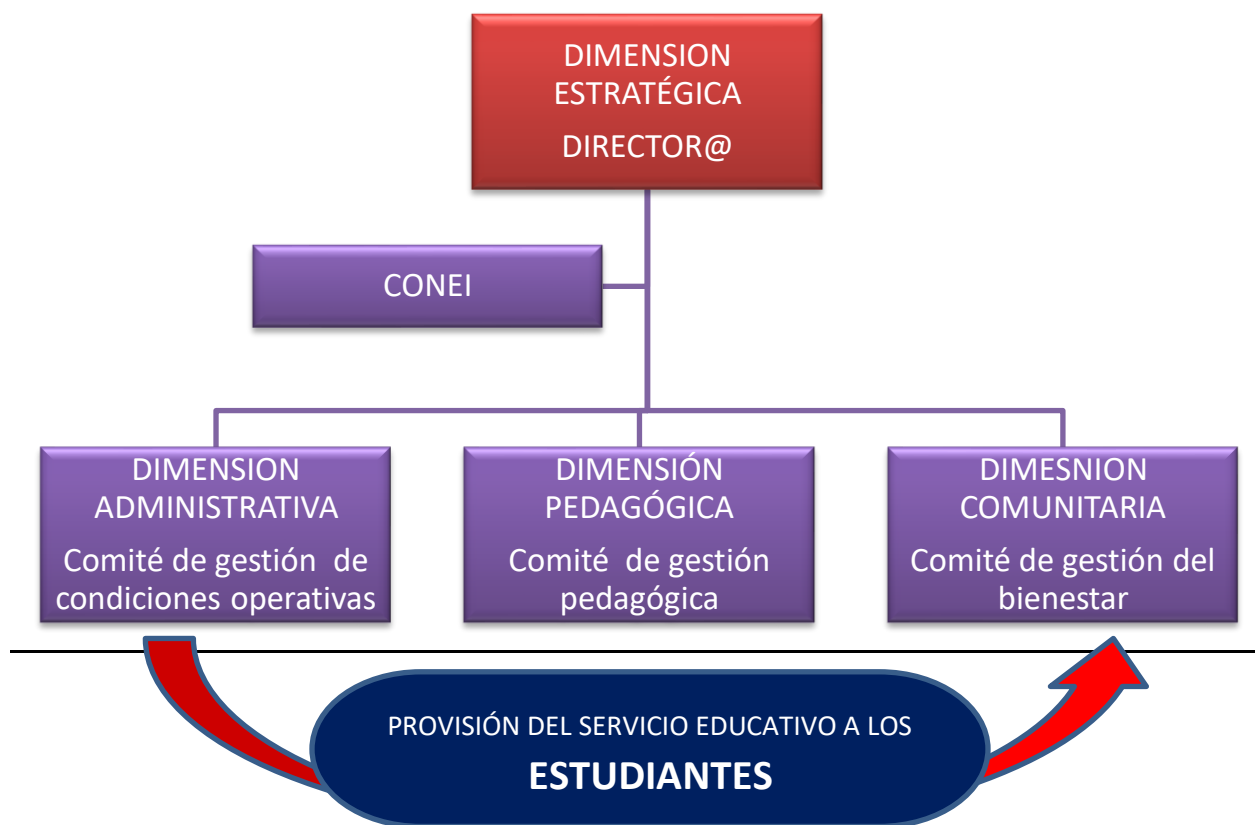 DIMENSION
ESTRATÉGICA
DIRECTOR@
CONEI
DIMENSION
ADMINISTRATIVA
Comité de gestión de
condiciones operativas
DIMENSIÓN
PEDAGÓGICA
Comité de gestión
pedagógica
DIMESNION
COMUNITARIA
Comité de gestión del
bienestar
PROVISIÓN DEL SERVICIO EDUCATIVO A LOS
ESTUDIANTES